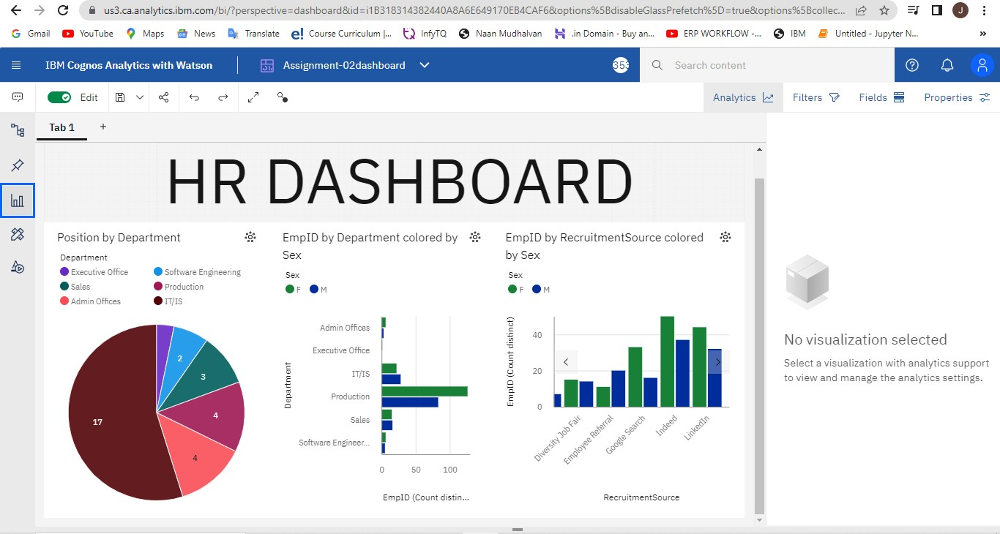 us3.ca.analytics.ibm.com/bi/?perspective=dashboard&id=i1B318314382440A8A6E649170EB4CAF6&options%5BdisableGlassPrefetch%5D=true&options%5Bcollec...
J
Gmail YouTube Maps News Translate Course Curriculum |... InfyTQ Naan Mudhalvan .in Domain - Buy an... ERP WORKFLOW -... IBM Untitled - Jupyter N... »
IBM Cognos Analytics with Watson Assignment-02dashboard 353 Search content
Edit Analytics Filters Fields Properties
Tab 1 +
HR DASHBOARD
Position by Department
Department
Executive Office Software Engineering
Sales Production
Admin Offices IT/IS
2
3
4
4
17
EmpID by Department colored by
Sex
Sex
F M
Department
Admin Offices
Executive Office
IT/IS
Production
Sales
Software Engineer...
0 50 100
EmpID (Count distin...
EmpID by RecruitmentSource colored
by Sex
Sex
F M
EmpID (Count distinct)
40
20
0
Diversity Job Fair
Employee Referral
Google Search
Indeed
LinkedIn
RecruitmentSource
No visualization selected
Select a visualization with analytics support
to view and manage the analytics settings.